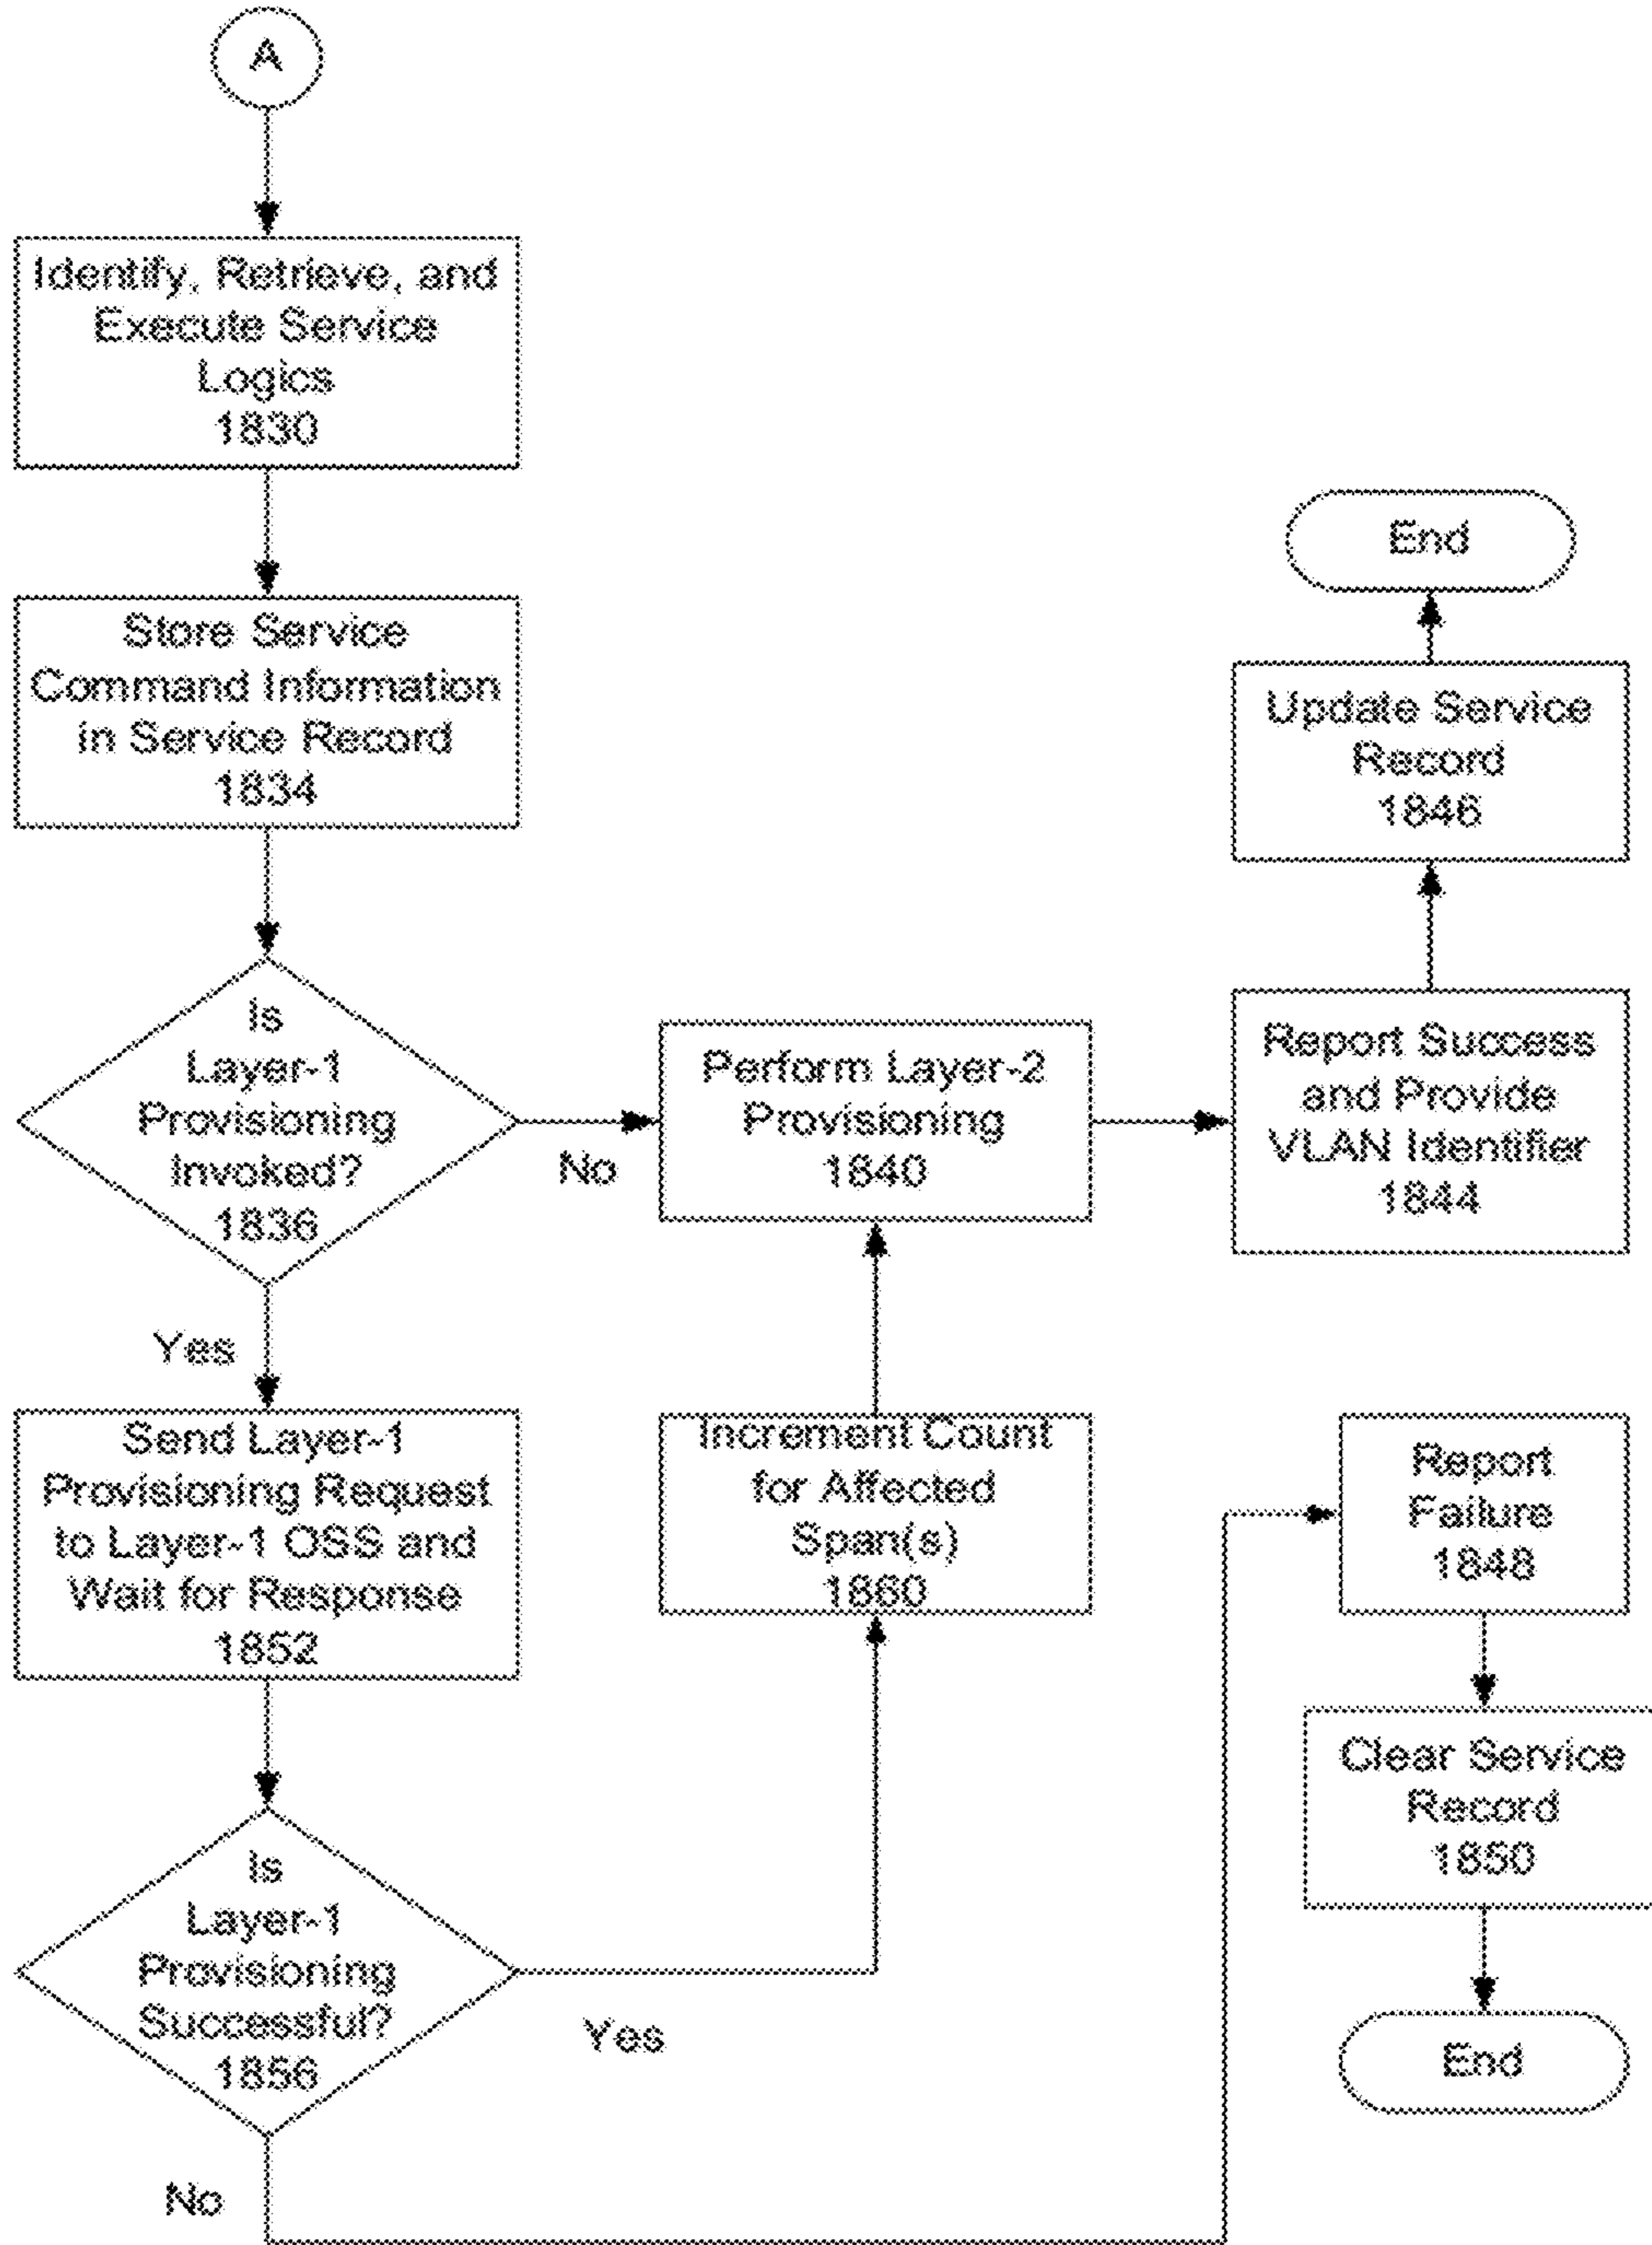 A
Identify, Retrieve, and
Execute Service
Logics
1830
Store Service
Command Information
in Service Record
1834
Is
Layer-1
Provisioning
Invoked?
1836
No
Yes
Perform Layer-2
Provisioning
1840
Report Success
and Provide
VLAN Identifier
1844
Update Service
Record
1846
End
Send Layer-1
Provisioning Request
to Layer-1 OSS and
Wait for Response
1852
Is
Layer-1
Provisioning
Successful?
1856
Yes
No
Increment Count
for Affected
Span(s)
1860
Report
Failure
1848
Clear Service
Record
1850
End